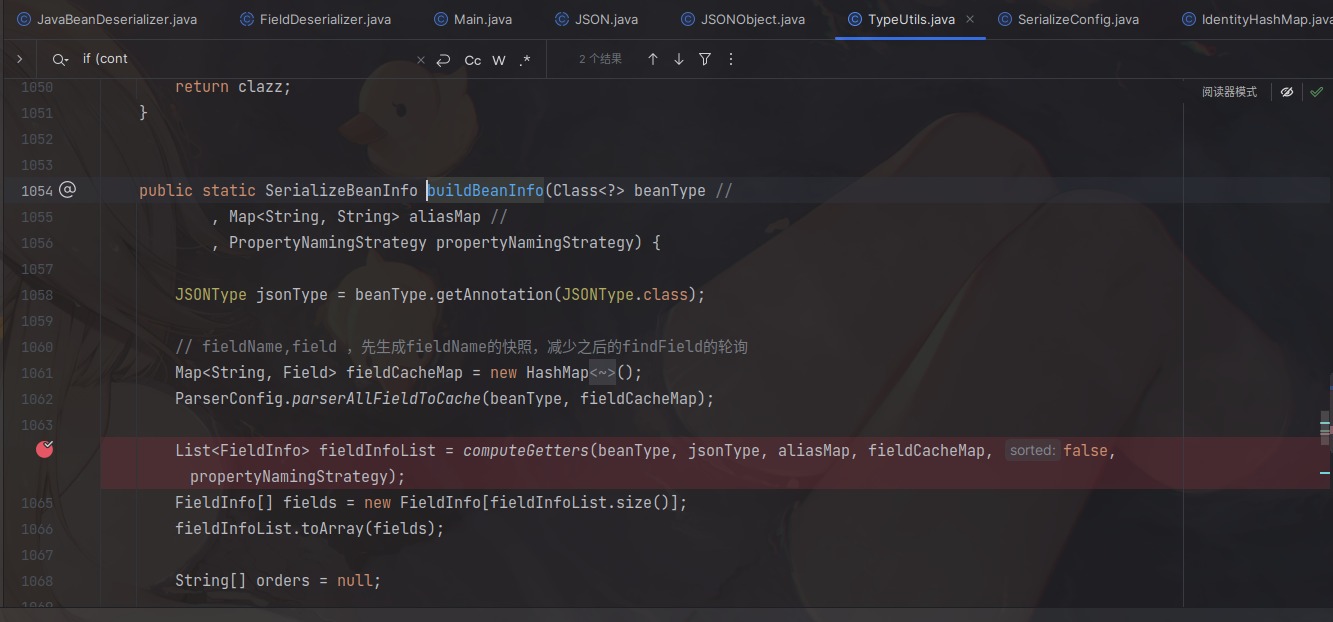 JavaBeanDeserializer.java FieldDeserializer.java Main.java JSON.java JSONObject.java TypeUtils.java SerializeConfig.java IdentityHashMap.java
if (cont Cc W .* 2 个结果
阅读器模式
1050 return clazz;
1051 }
1052
1053
1054 public static SerializeBeanInfo buildBeanInfo(Class<?> beanType //
1055 , Map<String, String> aliasMap //
1056 , PropertyNamingStrategy propertyNamingStrategy) {
1057
1058 JSONType jsonType = beanType.getAnnotation(JSONType.class);
1059
1060 // fieldName,field ，先生成fieldName的快照，减少之后的findField的轮询
1061 Map<String, Field> fieldCacheMap = new HashMap<~>();
1062 ParserConfig.parserAllFieldToCache(beanType, fieldCacheMap);
1063
List<FieldInfo> fieldInfoList = computeGetters(beanType, jsonType, aliasMap, fieldCacheMap, sorted: false,
propertyNamingStrategy);
1065 FieldInfo[] fields = new FieldInfo[fieldInfoList.size()];
1066 fieldInfoList.toArray(fields);
1067
1068 String[] orders = null;
1069